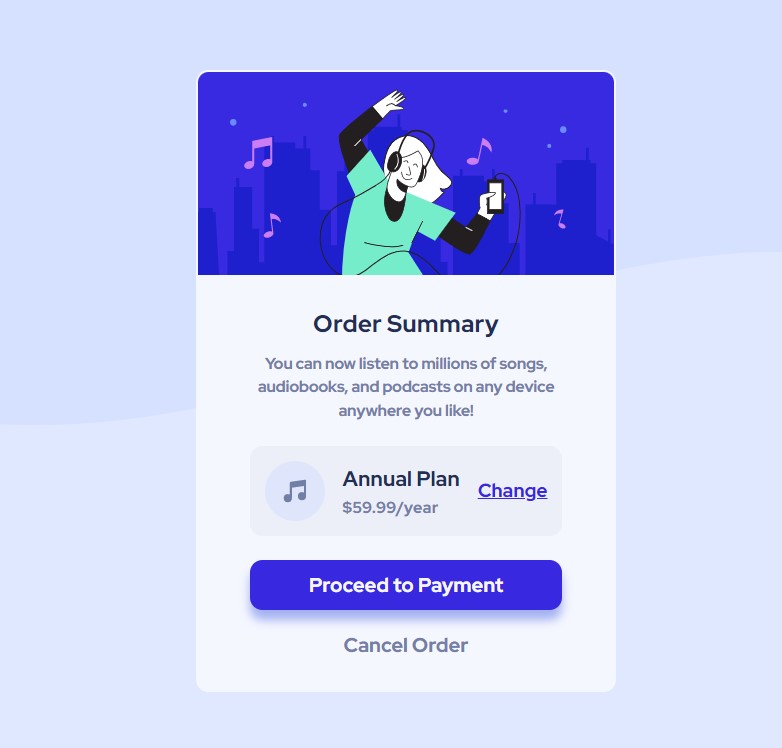 Order Summary
You can now listen to millions of songs,
audiobooks, and podcasts on any device
anywhere you like!
Annual Plan
$59.99/year
Change
Proceed to Payment
Cancel Order